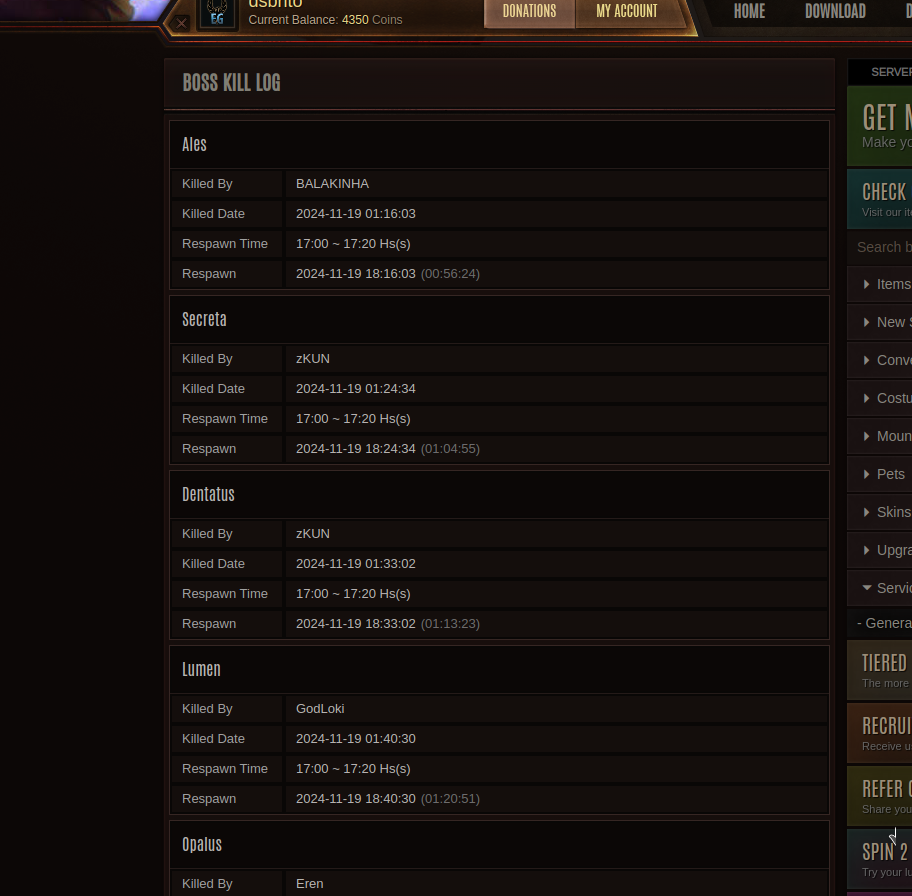 dsbrito
Current Balance: 4350 Coins
EG
DONATIONS
MY ACCOUNT
HOME
DOWNLOAD
BOSS KILL LOG
Ales
Killed By BALAKINHA
Killed Date 2024-11-19 01:16:03
Respawn Time 17:00 ~ 17:20 Hs(s)
Respawn 2024-11-19 18:16:03 (00:56:24)
Secreta
Killed By zKUN
Killed Date 2024-11-19 01:24:34
Respawn Time 17:00 ~ 17:20 Hs(s)
Respawn 2024-11-19 18:24:34 (01:04:55)
Dentatus
Killed By zKUN
Killed Date 2024-11-19 01:33:02
Respawn Time 17:00 ~ 17:20 Hs(s)
Respawn 2024-11-19 18:33:02 (01:13:23)
Lumen
Killed By GodLoki
Killed Date 2024-11-19 01:40:30
Respawn Time 17:00 ~ 17:20 Hs(s)
Respawn 2024-11-19 18:40:30 (01:20:51)
Opalus
Killed By Eren
SERVER
GET
Make yo
CHECK
Visit our it
Search b
Items
New S
Conve
Costu
Moun
Pets
Skins
Upgra
Servic
- Genera
TIERED
The more
RECRUI
Receive u
REFER
Share you
SPIN 2
Try your lu